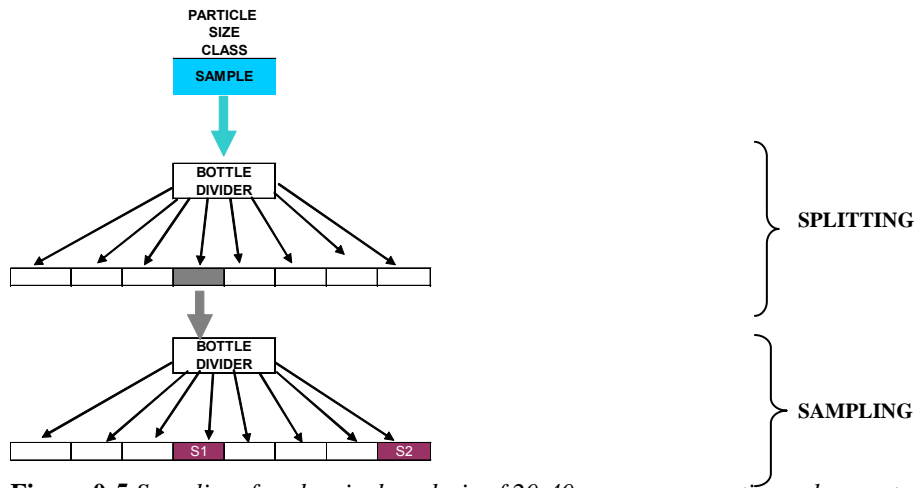 PARTICLE
SIZE
CLASS
SAMPLE
BOTTLE
DIVIDER
SPLITTING
BOTTLE
DIVIDER
SAMPLING
S1 S2